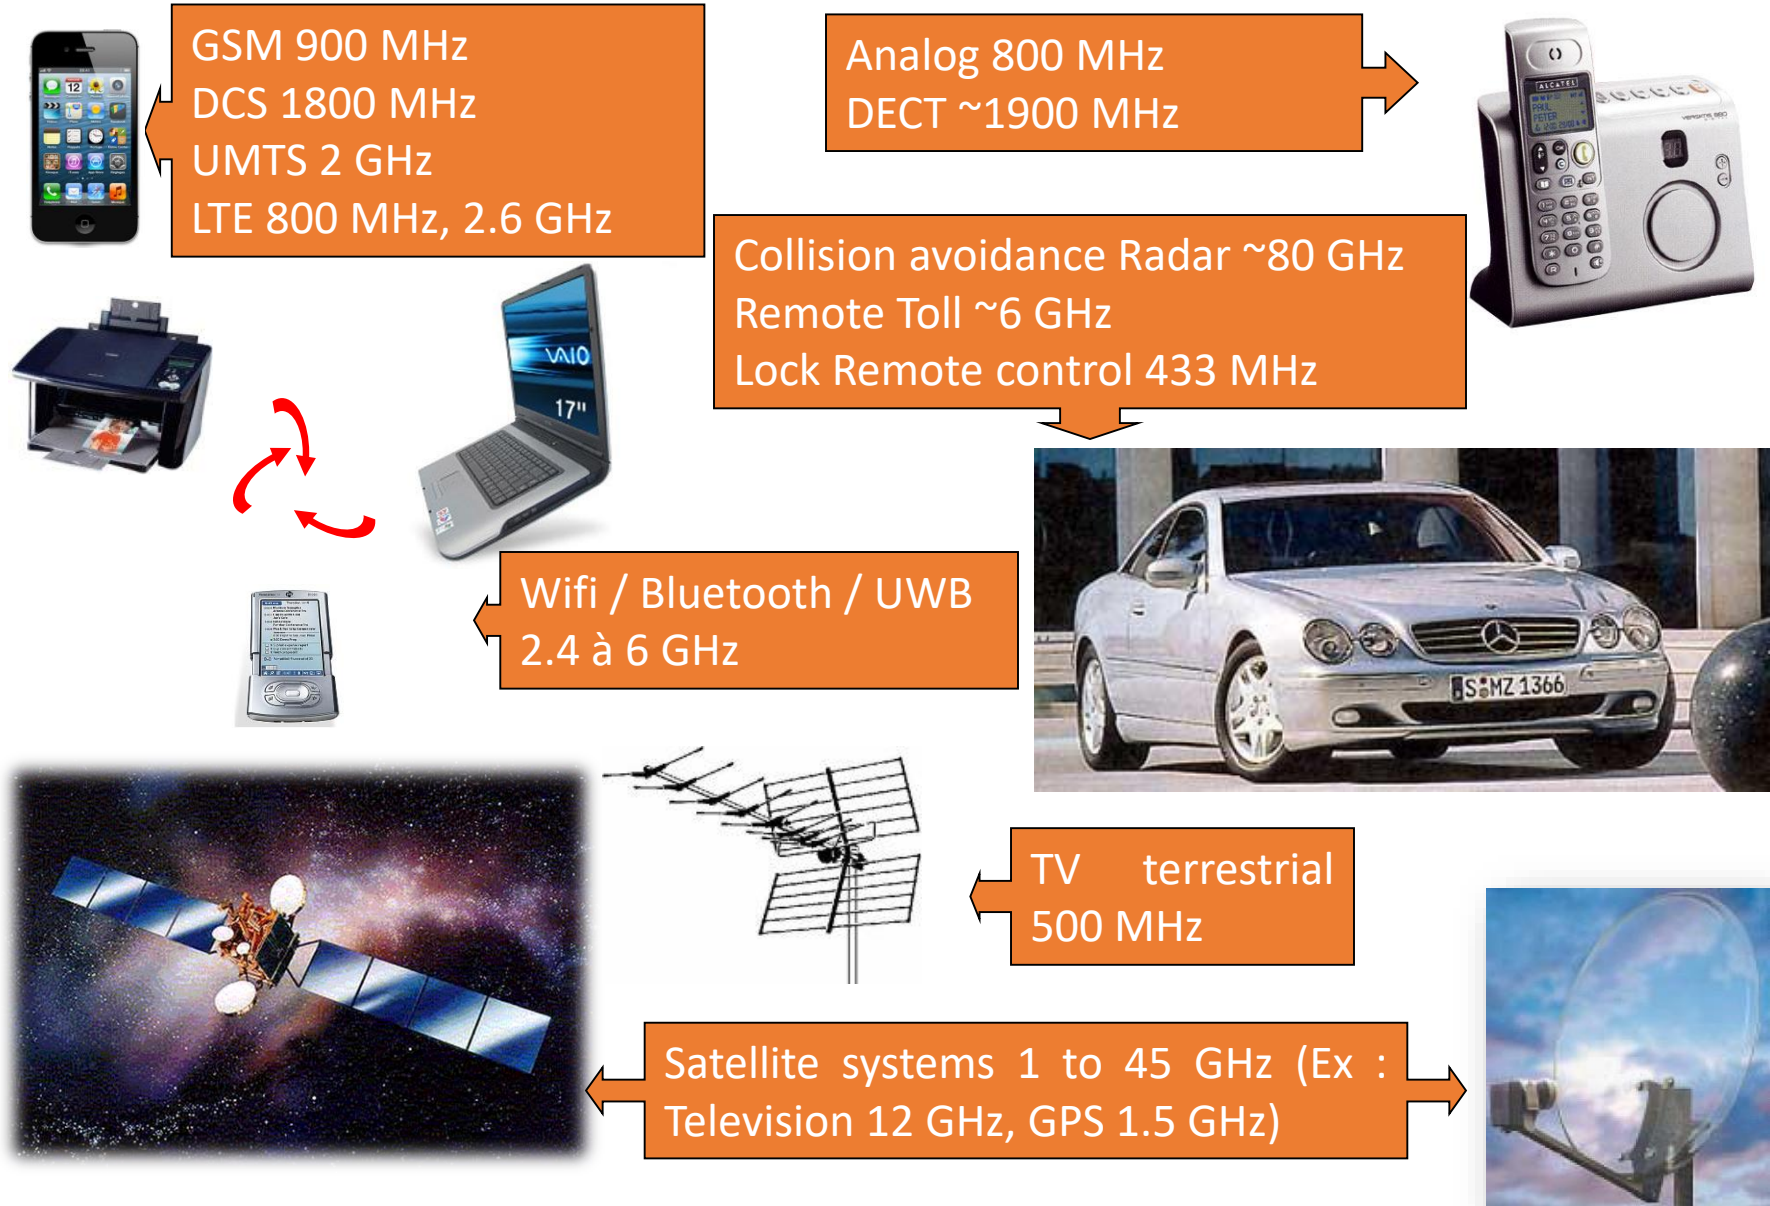 GSM 900 MHz
DCS 1800 MHz
UMTS 2 GHz
LTE 800 MHz, 2.6 GHz
Analog 800 MHz
DECT ~1900 MHz
ALCATEL
PAUL
PETER
Collision avoidance Radar ~80 GHz
Remote Toll ~6 GHz
Lock Remote control 433 MHz
VAIO
17"
Wifi / Bluetooth / UWB
2.4 à 6 GHz
S MZ 1366
TV terrestrial
500 MHz
Satellite systems 1 to 45 GHz (Ex :
Television 12 GHz, GPS 1.5 GHz)